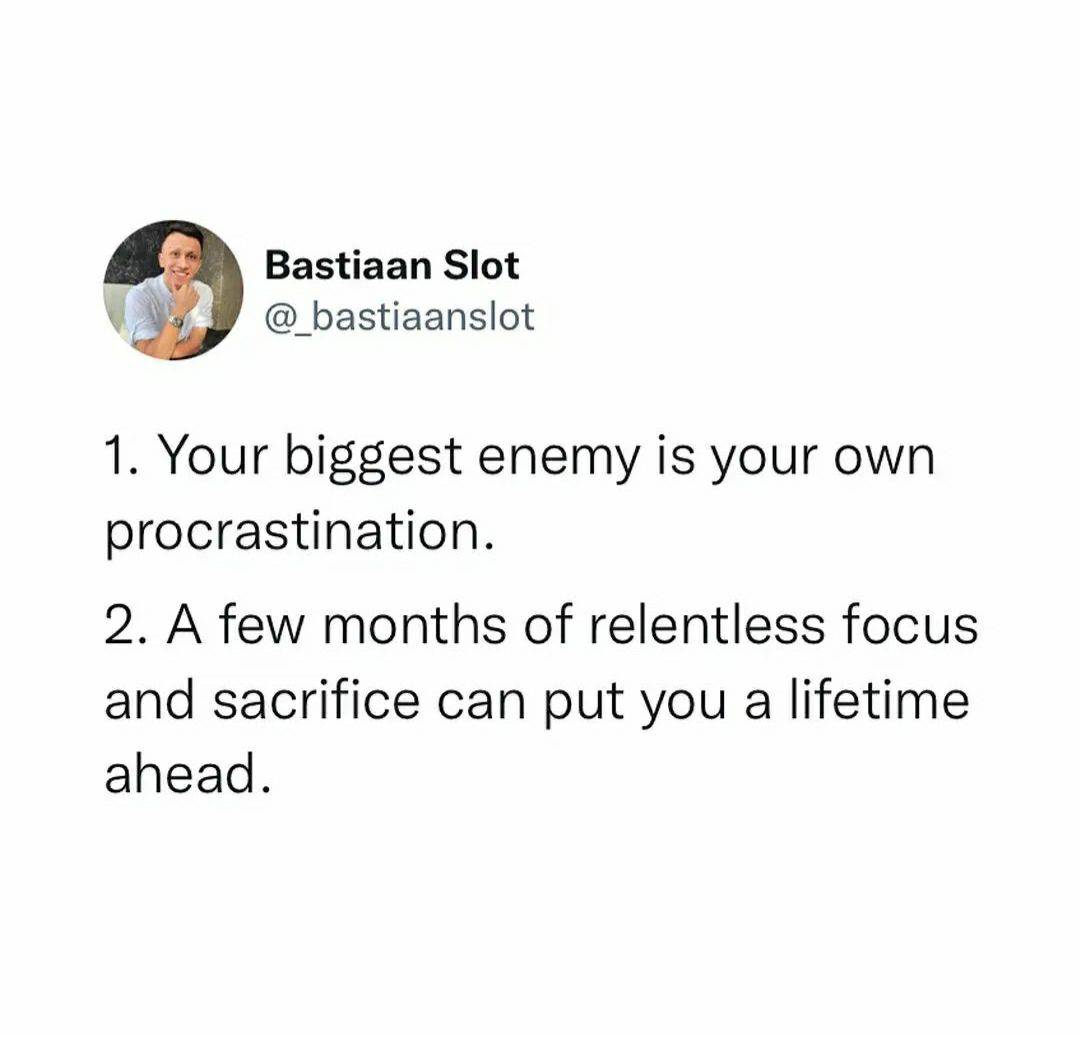 Bastiaan Slot
@_bastiaanslot
1. Your biggest enemy is your own
procrastination.
2. A few months of relentless focus
and sacrifice can put you a lifetime
ahead.